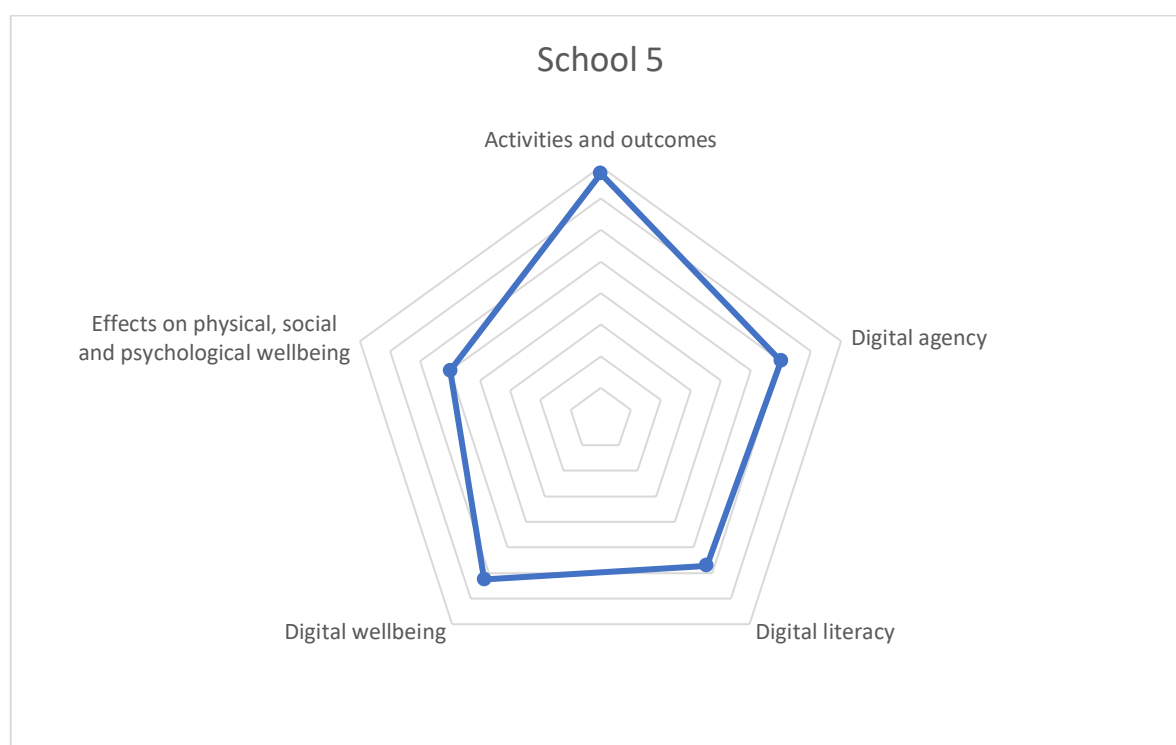 School 5
Activities and outcomes
Effects on physical, social
and psychological wellbeing
Digital agency
Digital wellbeing
Digital literacy